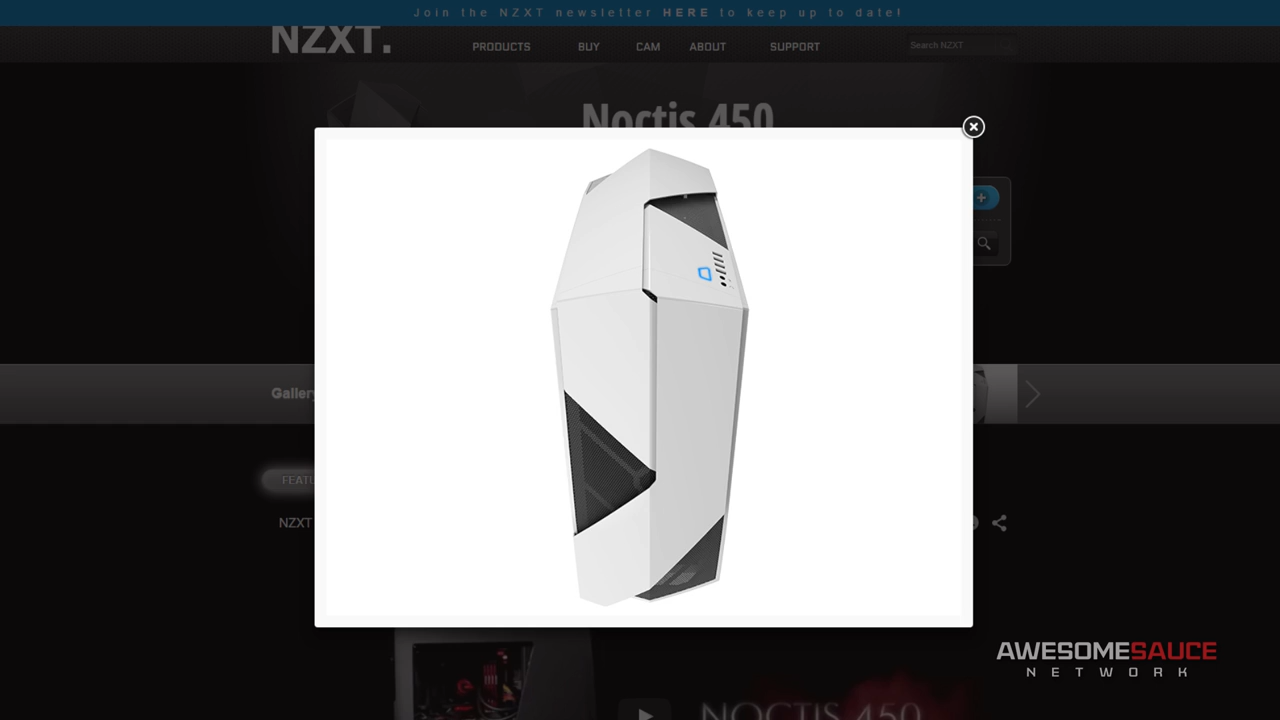 Join the NZXT newsletter HERE to keep up to date!
NZXT.
PRODUCTS BUY CAM ABOUT SUPPORT
Search NZXT
Noctis 450
Gallery
FEATU
NZXT
AWESOMESAUCE
NETWORK
NOCTIS 450